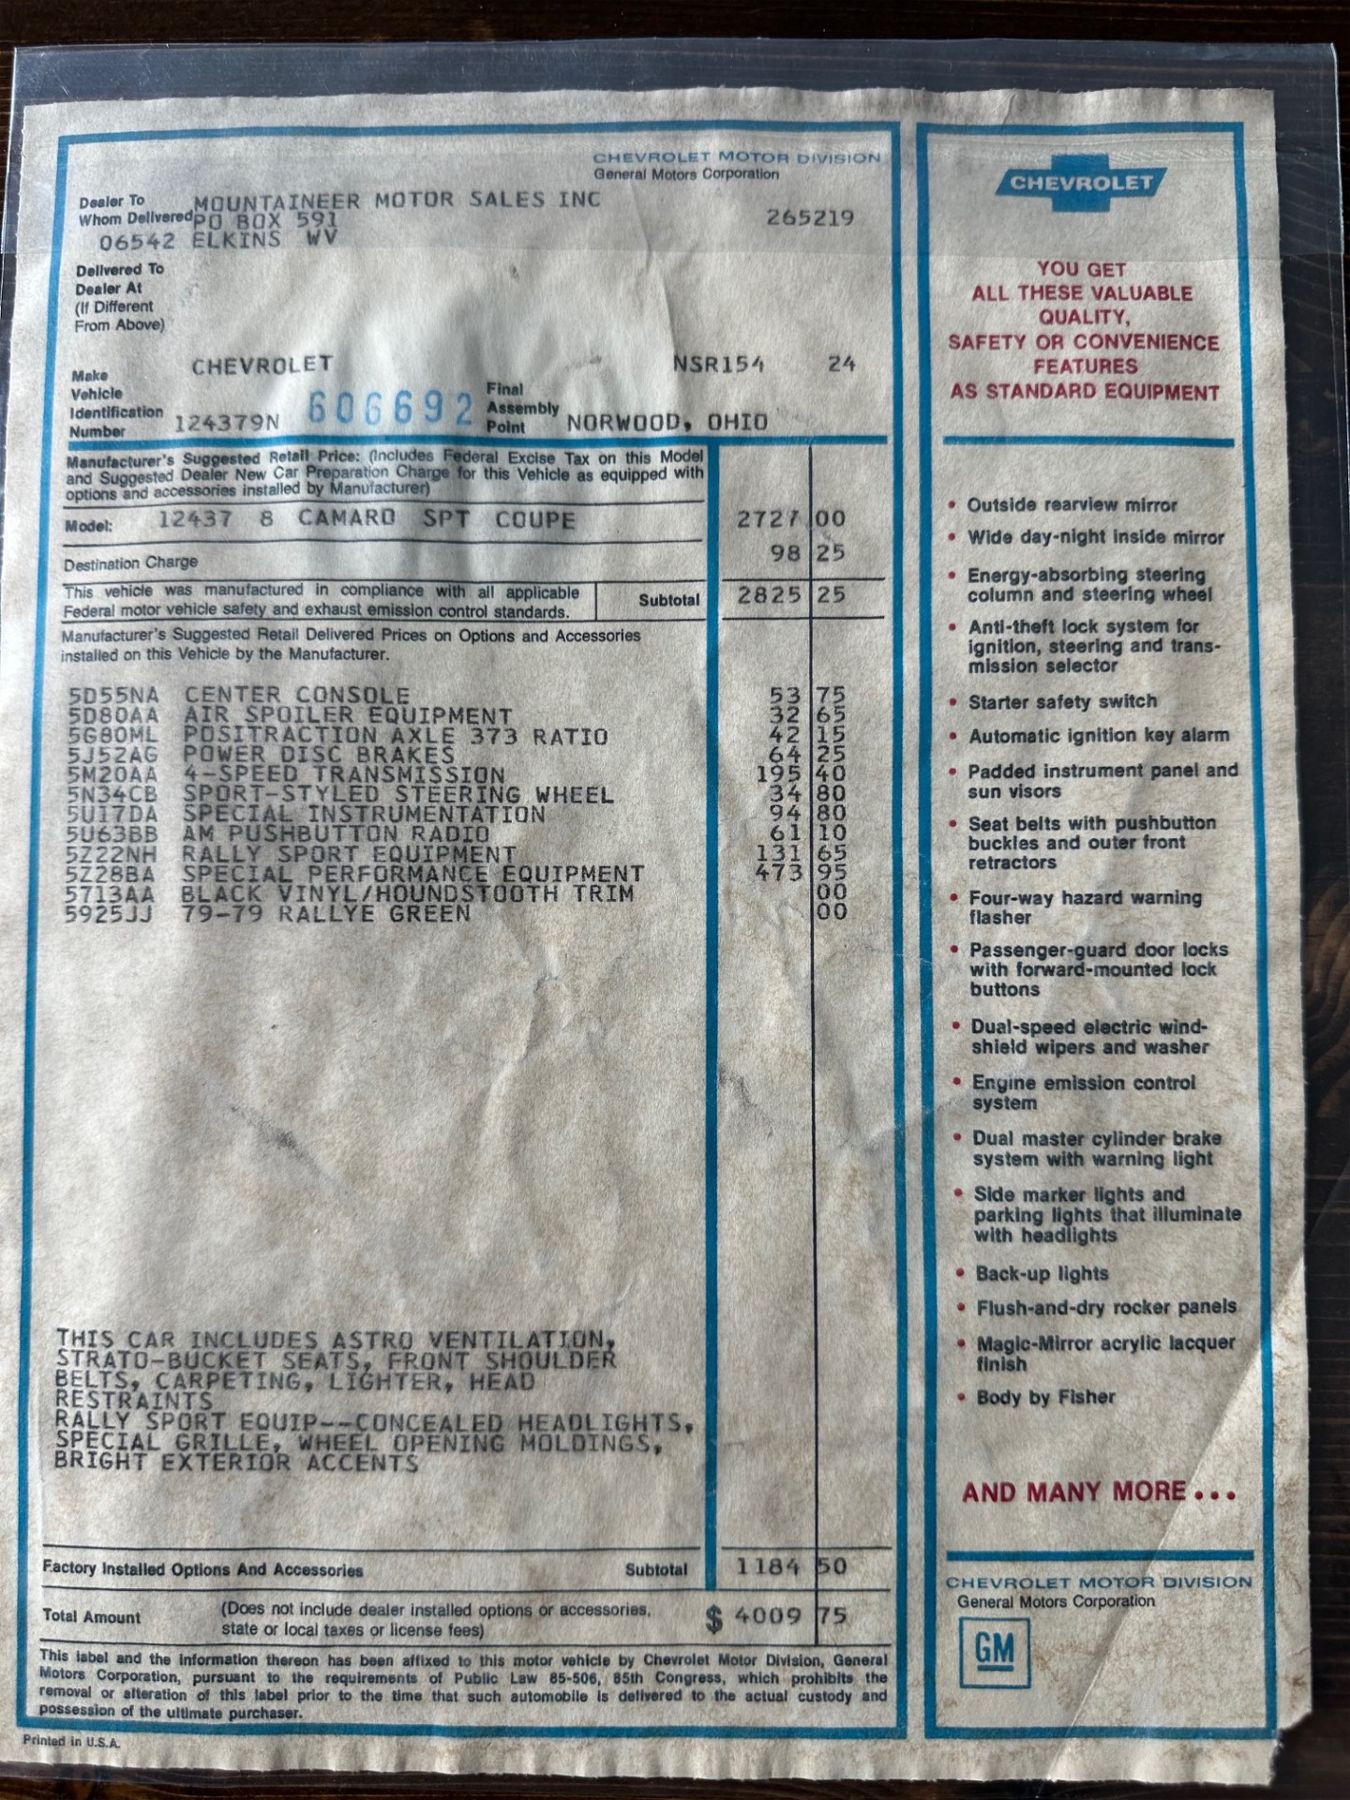 CHEVROLET MOTOR DIVISION
General Motors Corporation
Dealer To
Whom Delivered
MOUNTAINEER MOTOR SALES INC
PO BOX 591
06542 ELKINS WV
265219
Delivered To
Dealer At
(If Different
From Above)
Make
CHEVROLET
NSR154 24
Vehicle
Identification
Number
124379N 606692
Final
Assembly
Point
NORWOOD, OHIO
Manufacturer's Suggested Retail Price: (Includes Federal Excise Tax on this Model
and Suggested Dealer New Car Preparation Charge for this Vehicle as equipped with
options and accessories installed by Manufacturer)
Model: 12437 8 CAMARO SPT COUPE 2727 00
Destination Charge 98 25
This vehicle was manufactured in compliance with all applicable
Federal motor vehicle safety and exhaust emission control standards.
Subtotal 2825 25
Manufacturer's Suggested Retail Delivered Prices on Options and Accessories
installed on this Vehicle by the Manufacturer.
5D55NA CENTER CONSOLE 53 75
5D80AA AIR SPOILER EQUIPMENT 32 65
5G80ML POSITRACTION AXLE 373 RATIO 42 15
5J52AG POWER DISC BRAKES 64 25
5M20AA 4-SPEED TRANSMISSION 195 40
5N34CB SPORT-STYLED STEERING WHEEL 34 80
5U17DA SPECIAL INSTRUMENTATION 94 80
5U63BB AM PUSHBUTTON RADIO 61 10
5Z22NH RALLY SPORT EQUIPMENT 131 65
5Z28BA SPECIAL PERFORMANCE EQUIPMENT 473 95
5713AA BLACK VINYL/HOUNDSTOOTH TRIM 00
5925JJ 79-79 RALLYE GREEN 00
THIS CAR INCLUDES ASTRO VENTILATION,
STRATO-BUCKET SEATS, FRONT SHOULDER
BELTS, CARPETING, LIGHTER, HEAD
RESTRAINTS
RALLY SPORT EQUIP--CONCEALED HEADLIGHTS,
SPECIAL GRILLE, WHEEL OPENING MOLDINGS,
BRIGHT EXTERIOR ACCENTS
Factory Installed Options And Accessories Subtotal 1184 50
Total Amount
(Does not include dealer installed options or accessories,
state or local taxes or license fees)
$ 4009 75
This label and the information thereon has been affixed to this motor vehicle by Chevrolet Motor Division, General
Motors Corporation, pursuant to the requirements of Public Law 85-506, 85th Congress, which prohibits the
removal or alteration of this label prior to the time that such automobile is delivered to the actual custody and
possession of the ultimate purchaser.
Printed in U.S.A.
CHEVROLET
YOU GET
ALL THESE VALUABLE
QUALITY,
SAFETY OR CONVENIENCE
FEATURES
AS STANDARD EQUIPMENT
• Outside rearview mirror
• Wide day-night inside mirror
• Energy-absorbing steering
column and steering wheel
• Anti-theft lock system for
ignition, steering and trans-
mission selector
• Starter safety switch
• Automatic ignition key alarm
• Padded instrument panel and
sun visors
• Seat belts with pushbutton
buckles and outer front
retractors
• Four-way hazard warning
flasher
• Passenger-guard door locks
with forward-mounted lock
buttons
• Dual-speed electric wind-
shield wipers and washer
• Engine emission control
system
• Dual master cylinder brake
system with warning light
• Side marker lights and
parking lights that illuminate
with headlights
• Back-up lights
• Flush-and-dry rocker panels
• Magic-Mirror acrylic lacquer
finish
• Body by Fisher
AND MANY MORE...
CHEVROLET MOTOR DIVISION
General Motors Corporation
GM